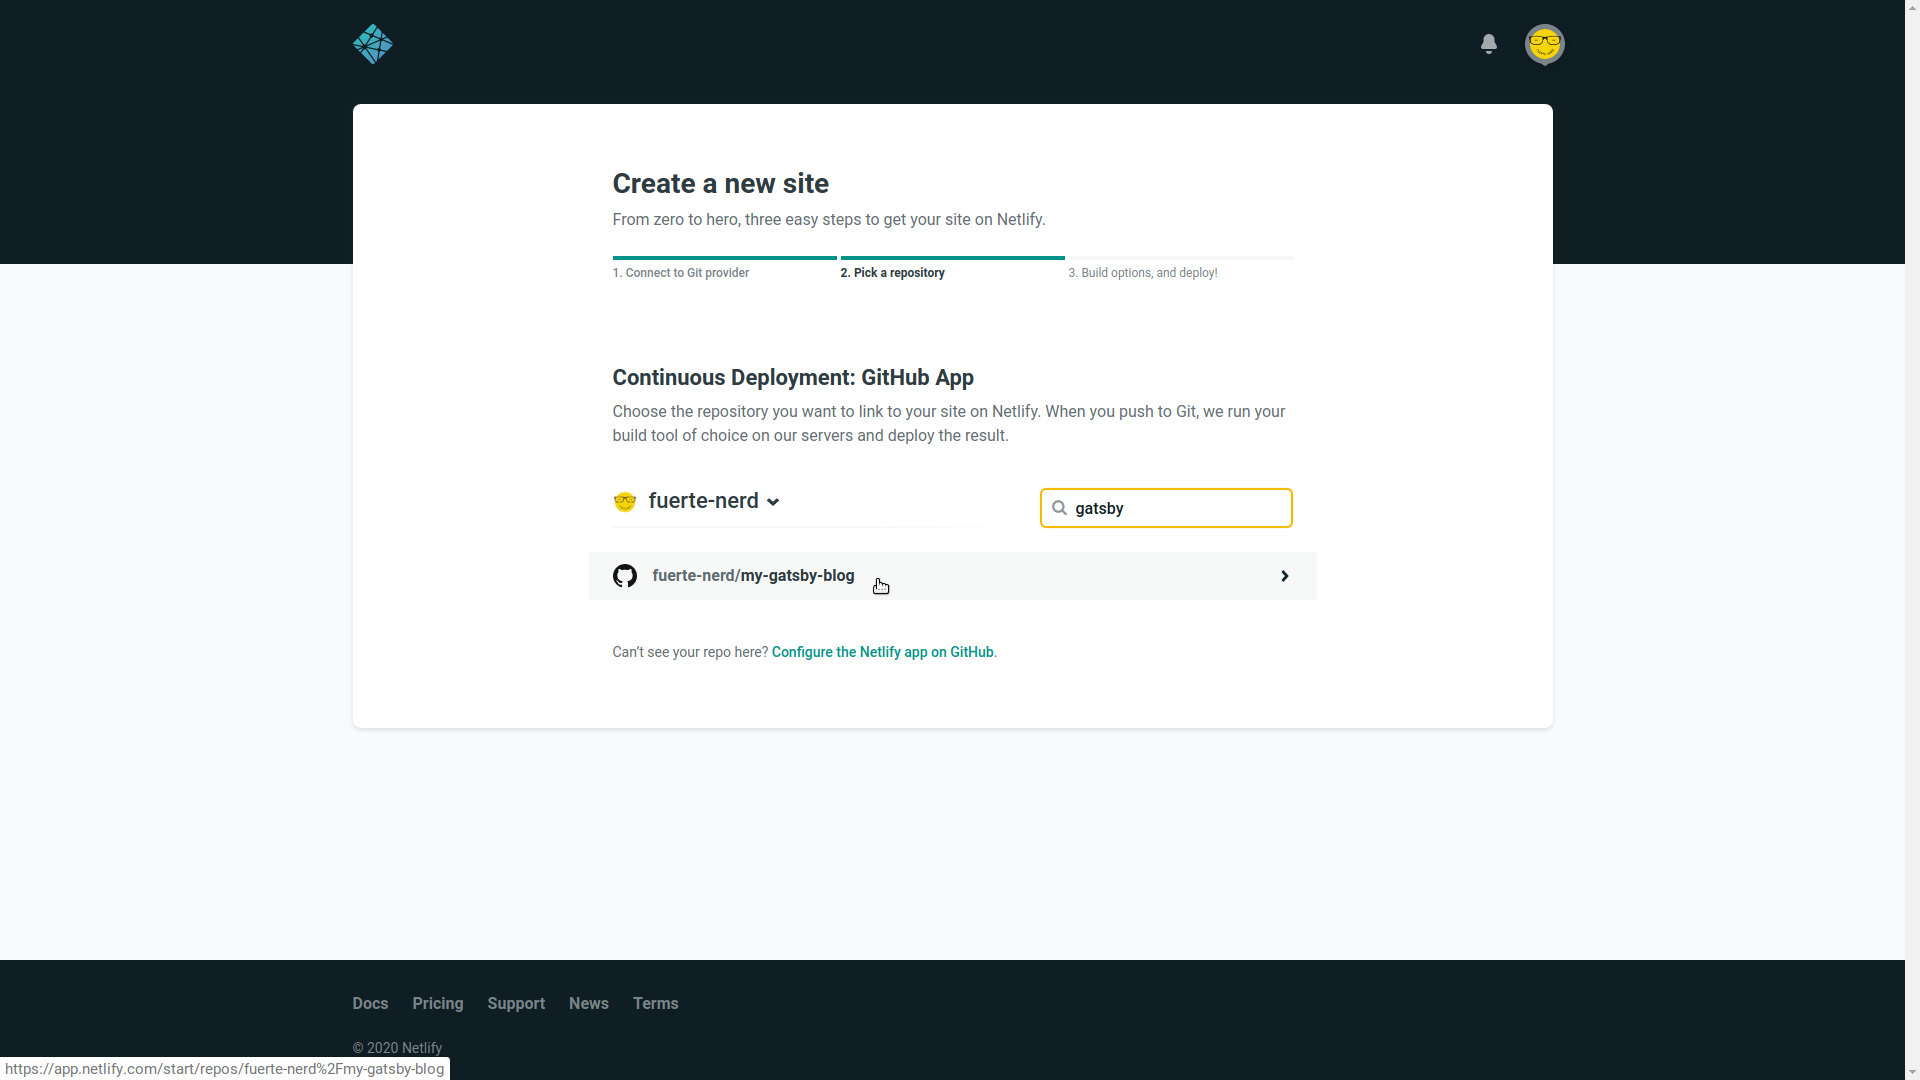 Create a new site
From zero to hero, three easy steps to get your site on Netlify.
1. Connect to Git provider
2. Pick a repository
3. Build options, and deploy!
Continuous Deployment: GitHub App
Choose the repository you want to link to your site on Netlify. When you push to Git, we run your
build tool of choice on our servers and deploy the result.
fuerte-nerd
gatsby
fuerte-nerd/my-gatsby-blog
Can't see your repo here? Configure the Netlify app on GitHub.
Docs Pricing Support News Terms
© 2020 Netlify
https://app.netlify.com/start/repos/fuerte-nerd%2Fmy-gatsby-blog